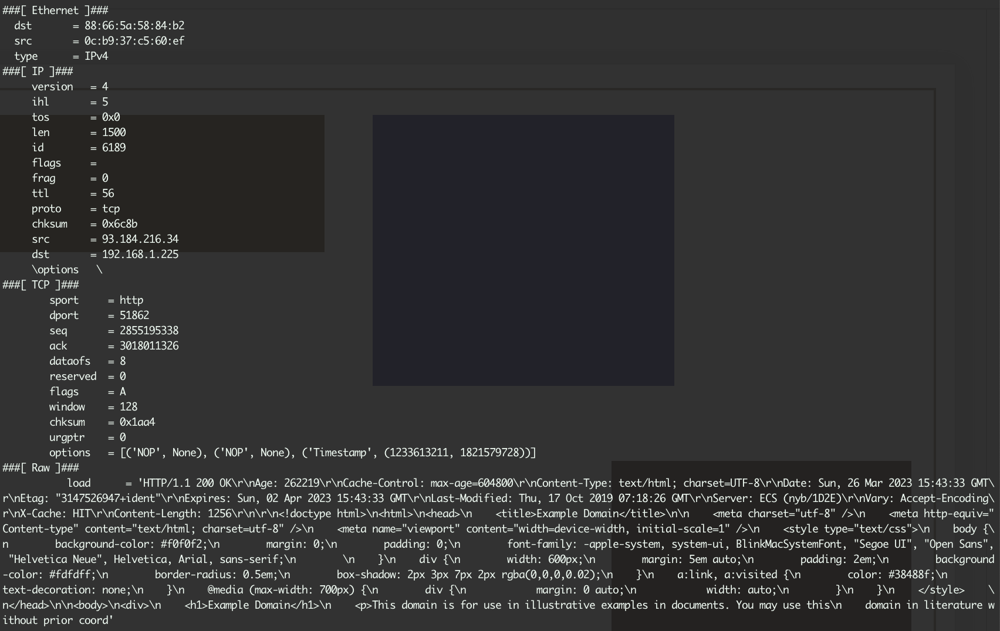 ###[ Ethernet ]###
  dst       = 88:66:5a:58:84:b2
  src       = 0c:b9:37:c5:60:ef
  type      = IPv4
###[ IP ]###
     version   = 4
     ihl       = 5
     tos       = 0x0
     len       = 1500
     id        = 6189
     flags     =
     frag      = 0
     ttl       = 56
     proto     = tcp
     chksum    = 0x6c8b
     src       = 93.184.216.34
     dst       = 192.168.1.225
     \options   \
###[ TCP ]###
        sport     = http
        dport     = 51862
        seq       = 2855195338
        ack       = 3018011326
        dataofs   = 8
        reserved  = 0
        flags     = A
        window    = 128
        chksum    = 0x1aa4
        urgptr    = 0
        options   = [('NOP', None), ('NOP', None), ('Timestamp', (1233613211, 1821579728))]
###[ Raw ]###
           load      = 'HTTP/1.1 200 OK\r\nAge: 262219\r\nCache-Control: max-age=604800\r\nContent-Type: text/html; charset=UTF-8\r\nDate: Sun, 26 Mar 2023 15:43:33 GMT\
r\nEtag: "3147526947+ident"\r\nExpires: Sun, 02 Apr 2023 15:43:33 GMT\r\nLast-Modified: Thu, 17 Oct 2019 07:18:26 GMT\r\nServer: ECS (nyb/1D2E)\r\nVary: Accept-Encoding\
r\nX-Cache: HIT\r\nContent-Length: 1256\r\n\r\n<!doctype html>\n<html>\n<head>\n    <title>Example Domain</title>\n\n    <meta charset="utf-8" />\n    <meta http-equiv="
Content-type" content="text/html; charset=utf-8" />\n    <meta name="viewport" content="width=device-width, initial-scale=1" />\n    <style type="text/css">\n    body {\
n        background-color: #f0f0f2;\n        margin: 0;\n        padding: 0;\n        font-family: -apple-system, system-ui, BlinkMacSystemFont, "Segoe UI", "Open Sans",
 "Helvetica Neue", Helvetica, Arial, sans-serif;\n        \n    }\n    div {\n        width: 600px;\n        margin: 5em auto;\n        padding: 2em;\n        background
-color: #fdfdff;\n        border-radius: 0.5em;\n        box-shadow: 2px 3px 7px 2px rgba(0,0,0,0.02);\n    }\n    a:link, a:visited {\n        color: #38488f;\n
text-decoration: none;\n    }\n    @media (max-width: 700px) {\n        div {\n            margin: 0 auto;\n            width: auto;\n        }\n    }\n    </style>    \
n</head>\n\n<body>\n<div>\n    <h1>Example Domain</h1>\n    <p>This domain is for use in illustrative examples in documents. You may use this\n    domain in literature w
ithout prior coord'